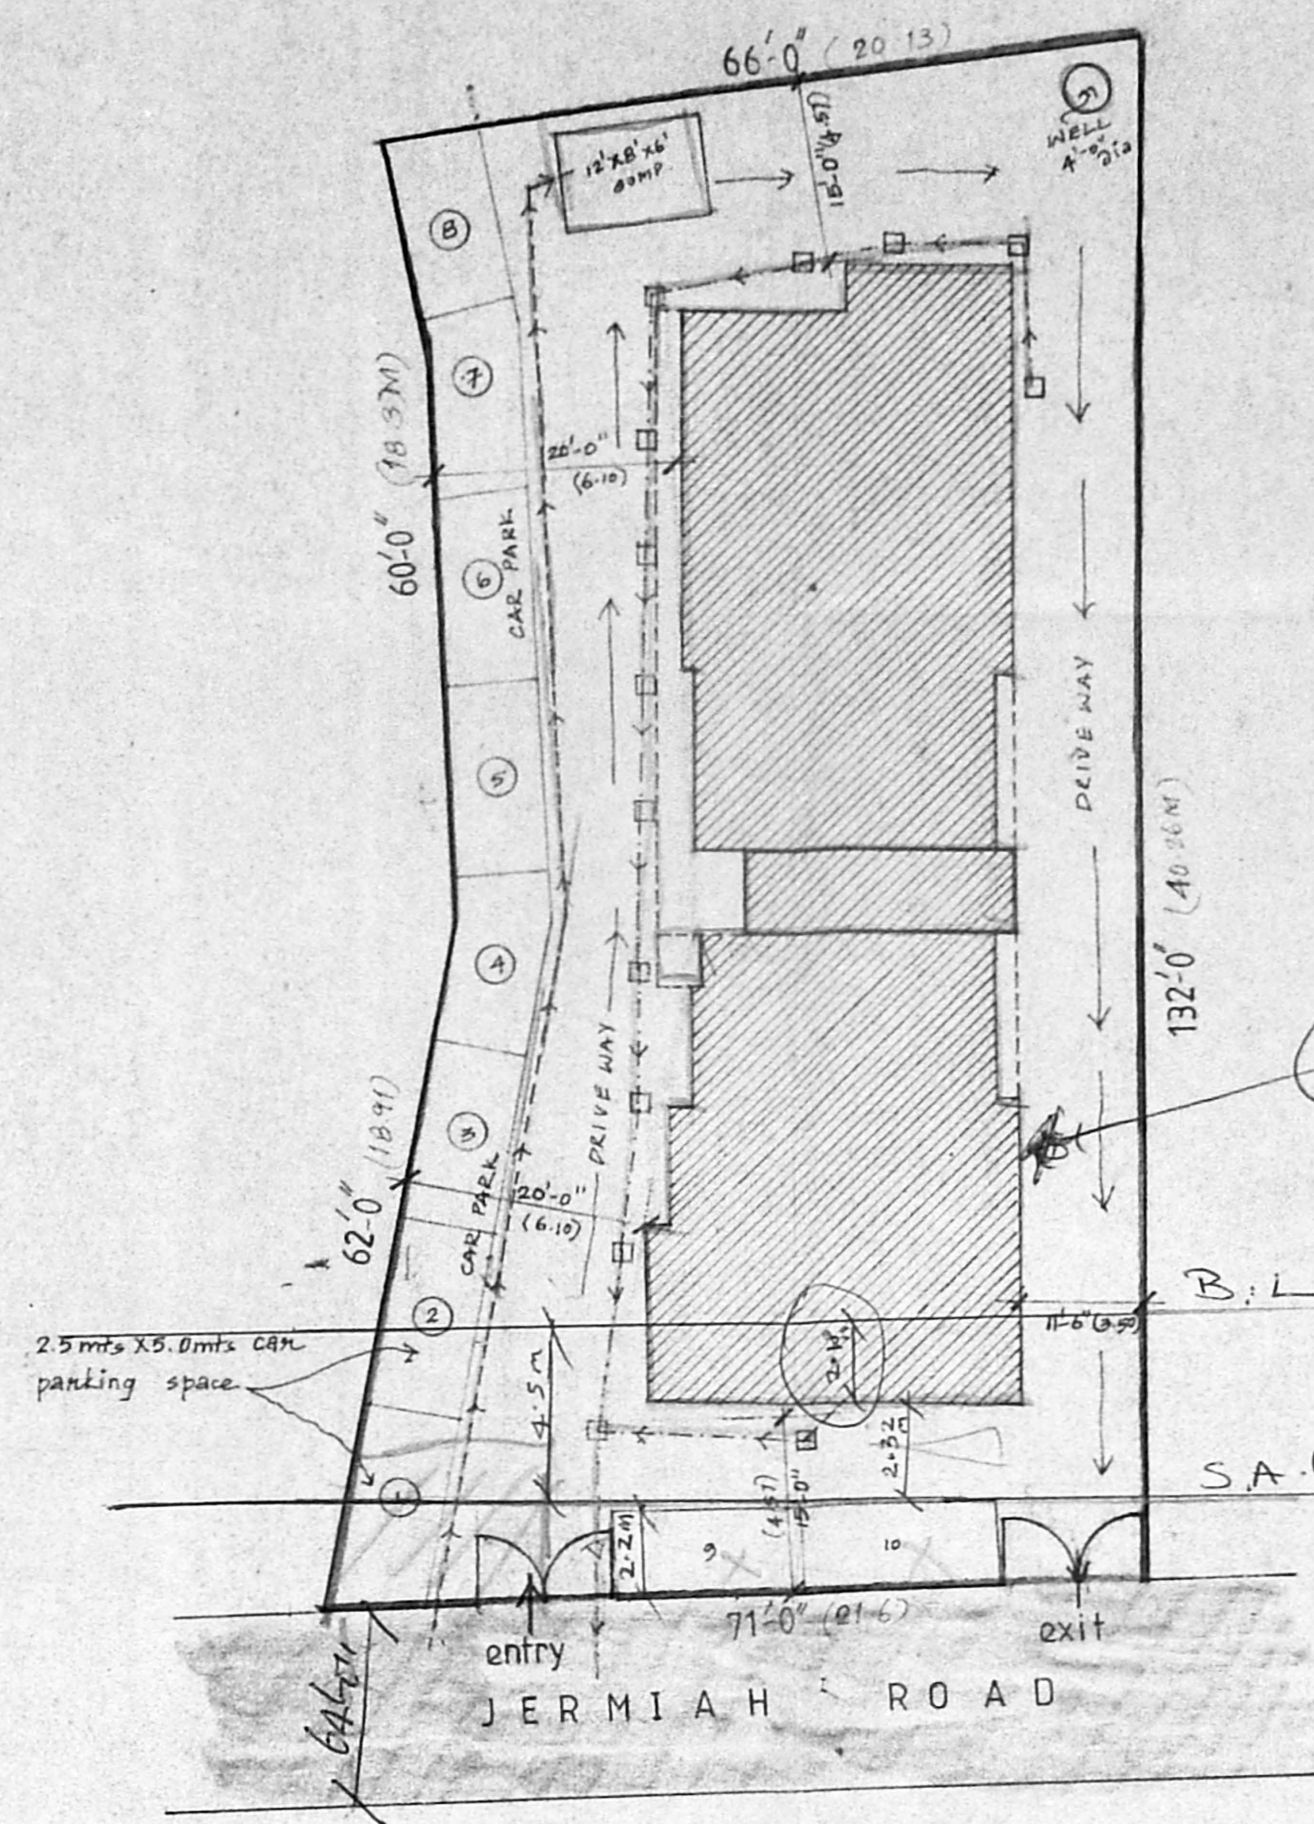 66'-0" (20.13)
WELL
4'-0"
dia
12'x8'x6'
SUMP.
15'-0" (4.57)
8
7
60'-0" (18.3M)
20'-0"
(6.10)
6
CAR PARK
5
DRIVE WAY
132'-0" (40.26M)
4
DRIVE WAY
3
62'-0" (18.91)
20'-0"
(6.10)
CAR PARK
2
B.L
11'-6" (3.50)
2.5 mts X 5.0 mts car
parking space
4.5 m
2.32
m
S.A.
1
(4.57)
15'-0"
2.2m
9
10
71'-0" (21.6)
entry
exit
JERMIAH ROAD